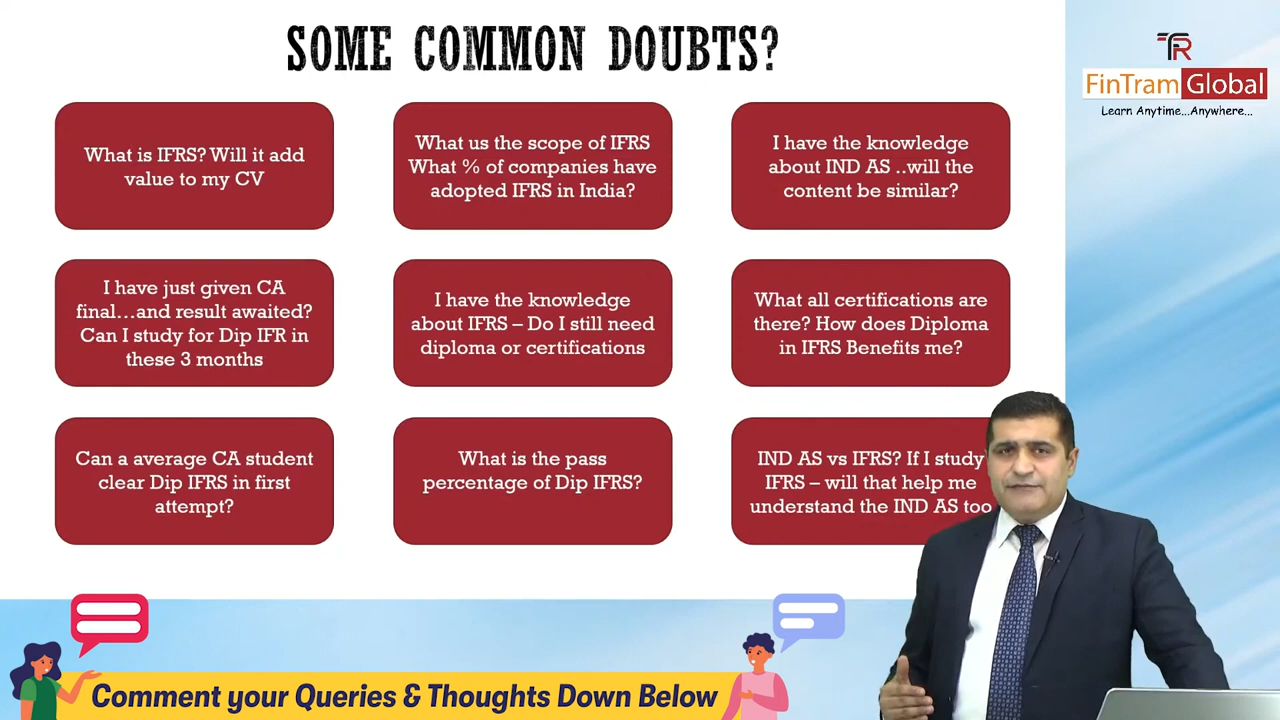 SOME COMMON DOUBTS?
TR
FinTram Global
Learn Anytime...Anywhere...
What is IFRS? Will it add
value to my CV
What us the scope of IFRS
What % of companies have
adopted IFRS in India?
I have the knowledge
about IND AS ..will the
content be similar?
I have just given CA
final...and result awaited?
Can I study for Dip IFR in
these 3 months
I have the knowledge
about IFRS – Do I still need
diploma or certifications
What all certifications are
there? How does Diploma
in IFRS Benefits me?
Can a average CA student
clear Dip IFRS in first
attempt?
What is the pass
percentage of Dip IFRS?
IND AS vs IFRS? If I study
IFRS – will that help me
understand the IND AS too
Comment your Queries & Thoughts Down Below